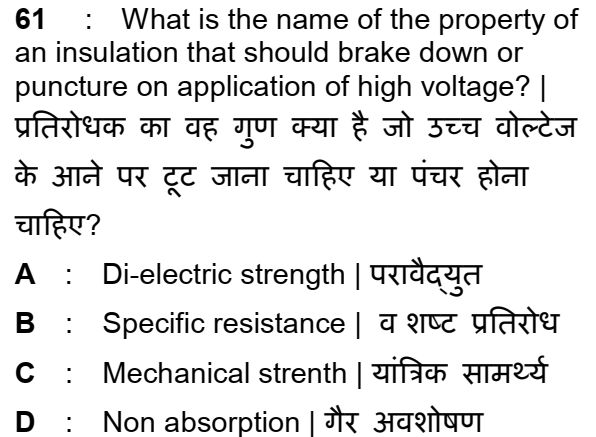 61 : What is the name of the property of
an insulation that should brake down or
puncture on application of high voltage? |
प्रतिरोधक का वह गुण क्या है जो उच्च वोल्टेज
के आने पर टूट जाना चाहिए या पंचर होना
चाहिए?
A : Di-electric strength | परावैद्युत
B : Specific resistance | व शष्ट प्रतिरोध
C : Mechanical strenth | यांत्रिक सामर्थ्य
D : Non absorption | गैर अवशोषण